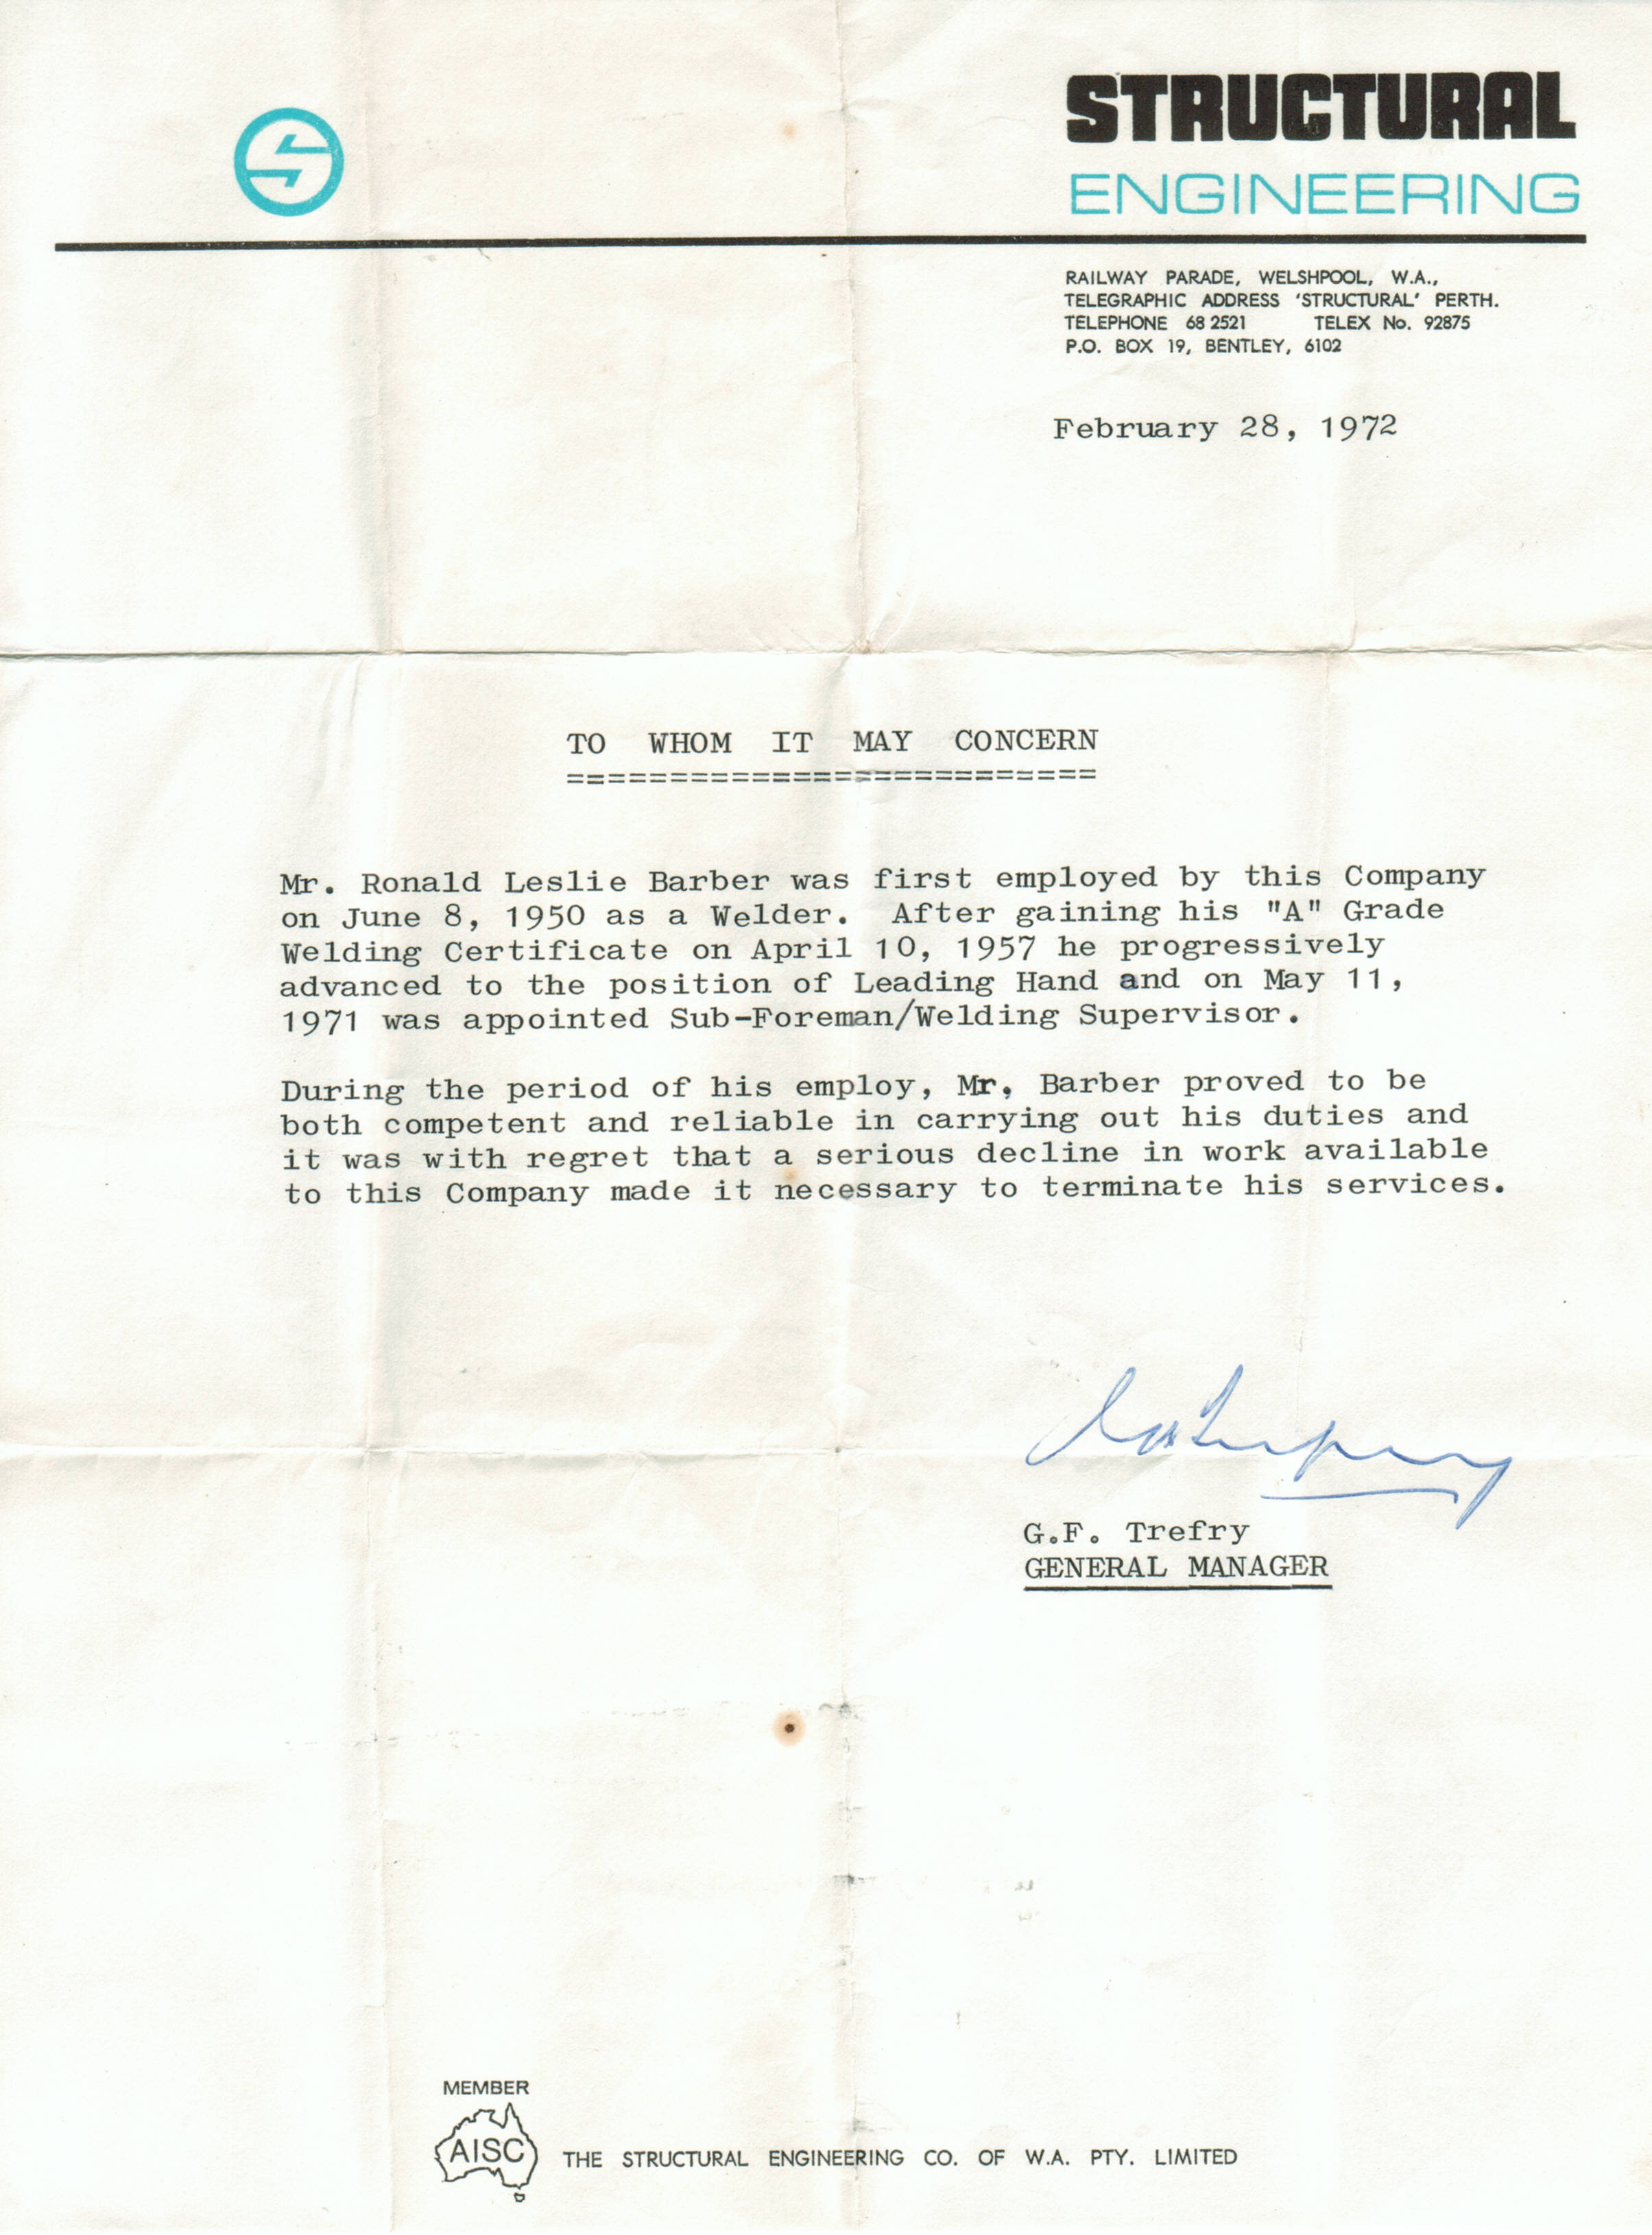 STRUCTURAL
ENGINEERING
RAILWAY PARADE, WELSHPOOL, W.A.,
TELEGRAPHIC ADDRESS 'STRUCTURAL' PERTH.
TELEPHONE 68 2521 TELEX No. 92875
P.O. BOX 19, BENTLEY, 6102
February 28, 1972
TO WHOM IT MAY CONCERN
==========================
Mr. Ronald Leslie Barber was first employed by this Company
on June 8, 1950 as a Welder. After gaining his "A" Grade
Welding Certificate on April 10, 1957 he progressively
advanced to the position of Leading Hand and on May 11,
1971 was appointed Sub-Foreman/Welding Supervisor.
During the period of his employ, Mr, Barber proved to be
both competent and reliable in carrying out his duties and
it was with regret that a serious decline in work available
to this Company made it necessary to terminate his services.
G.F. Trefry
GENERAL MANAGER
MEMBER
AISC THE STRUCTURAL ENGINEERING CO. OF W.A. PTY. LIMITED